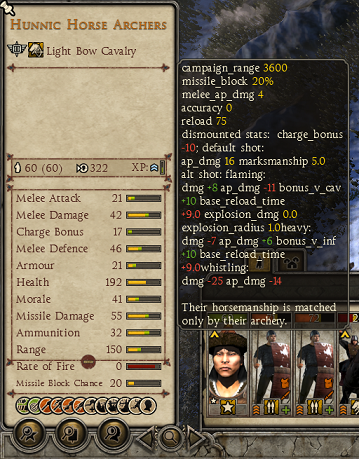 Hunnic Horse Archers
Light Bow Cavalry
60 (60) 322 XP:
Melee Attack 21
Melee Damage 42
Charge Bonus 17
Melee Defence 46
Armour 21
Health 192
Morale 41
Missile Damage 55
Ammunition 32
Range 150
Rate of Fire 0
Missile Block Chance 20
campaign_range 3600
missile_block 20%
melee_ap_dmg 4
accuracy 0
reload 75
dismounted stats: charge_bonus
-10; default shot:
ap_dmg 16 marksmanship 5.0
alt shot: flaming:
dmg +8 ap_dmg -11 bonus_v_cav
+10 base_reload_time
+9.0 explosion_dmg 0.0
explosion_radius 1.0heavy:
dmg -7 ap_dmg +6 bonus_v_inf
+10 base_reload_time
+9.0whistling:
dmg -25 ap_dmg -14
Their horsemanship is matched
only by their archery.